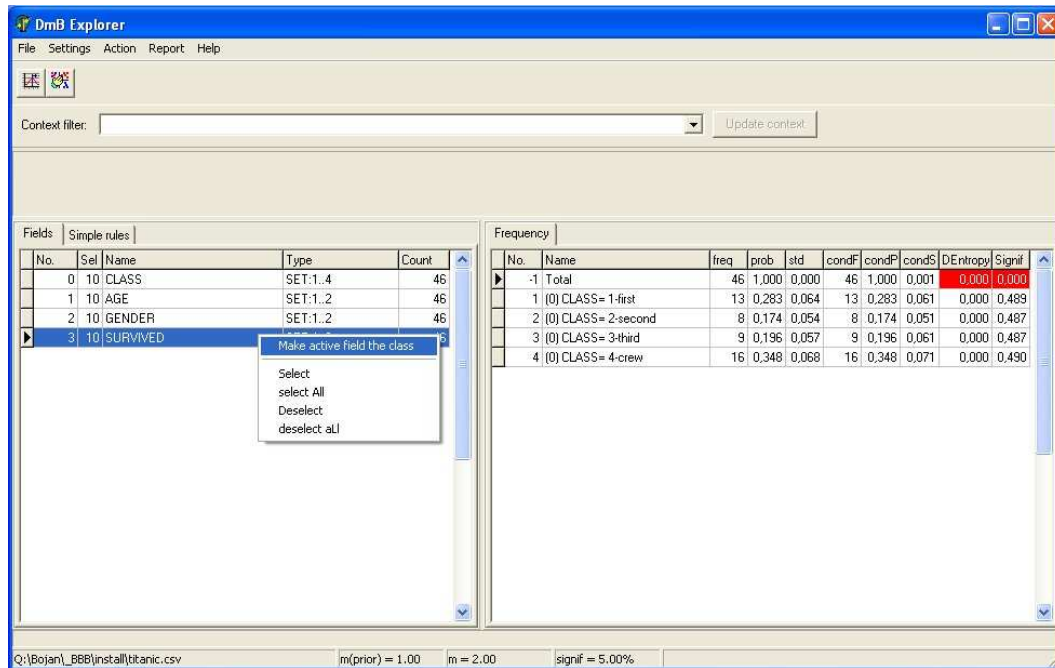 DmB Explorer
File Settings Action Report Help
Context filter: Update context
Fields Simple rules
No. Sel Name Type Count
0 10 CLASS SET:1..4 46
1 10 AGE SET:1..2 46
2 10 GENDER SET:1..2 46
3 10 SURVIVED
Make active field the class
Select
select All
Deselect
deselect aLl
Frequency
No. Name freq prob std condF condP condS DEntropy Signif
-1 Total 46 1,000 0,000 46 1,000 0,001 0,000 0,000
1 (0) CLASS= 1-first 13 0,283 0,064 13 0,283 0,061 0,000 0,489
2 (0) CLASS= 2-second 8 0,174 0,054 8 0,174 0,051 0,000 0,487
3 (0) CLASS= 3-third 9 0,196 0,057 9 0,196 0,061 0,000 0,487
4 (0) CLASS= 4-crew 16 0,348 0,068 16 0,348 0,071 0,000 0,490
Q:\Bojan\_BBB\install\titanic.csv m(prior) = 1.00 m = 2.00 signif = 5.00%